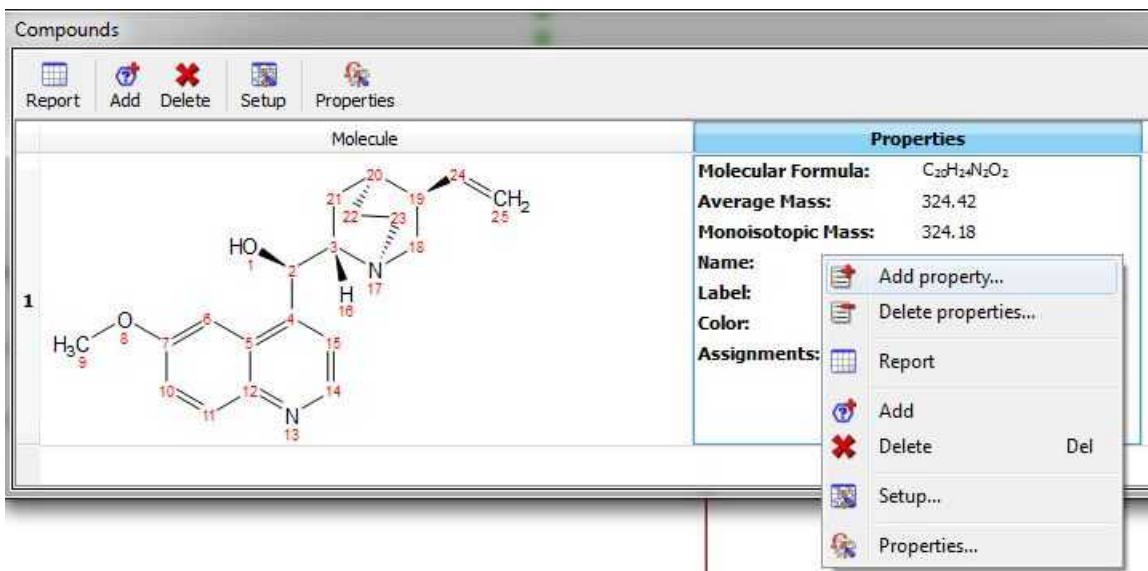 Compounds
Report Add Delete Setup Properties
Molecule Properties
1
20
24
21
19
CH₂
25
22
23
HO
1
3
18
2
N
17
H
16
4
O
8
6
H₃C
9
7
5
15
10
12
14
11
N
13
Molecular Formula: C₂₀H₂₄N₂O₂
Average Mass: 324.42
Monoisotopic Mass: 324.18
Name:
Label:
Color:
Assignments:
Add property...
Delete properties...
Report
Add
Delete Del
Setup...
Properties...